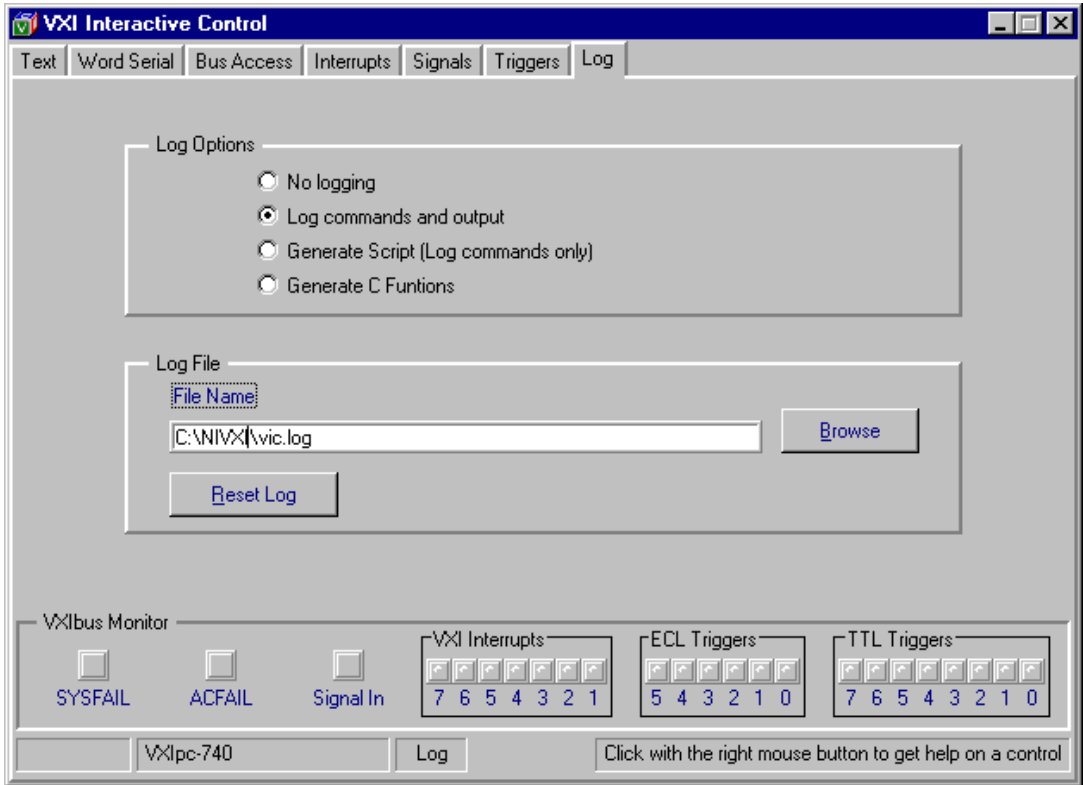 VXI Interactive Control
Text Word Serial Bus Access Interrupts Signals Triggers Log
Log Options
No logging
Log commands and output
Generate Script (Log commands only)
Generate C Funtions
Log File
File Name
C:\NIVXI\vic.log
Browse
Reset Log
VXIbus Monitor
VXI Interrupts ECL Triggers TTL Triggers
SYSFAIL ACFAIL Signal In 7 6 5 4 3 2 1 5 4 3 2 1 0 7 6 5 4 3 2 1 0
VXIpc-740 Log Click with the right mouse button to get help on a control